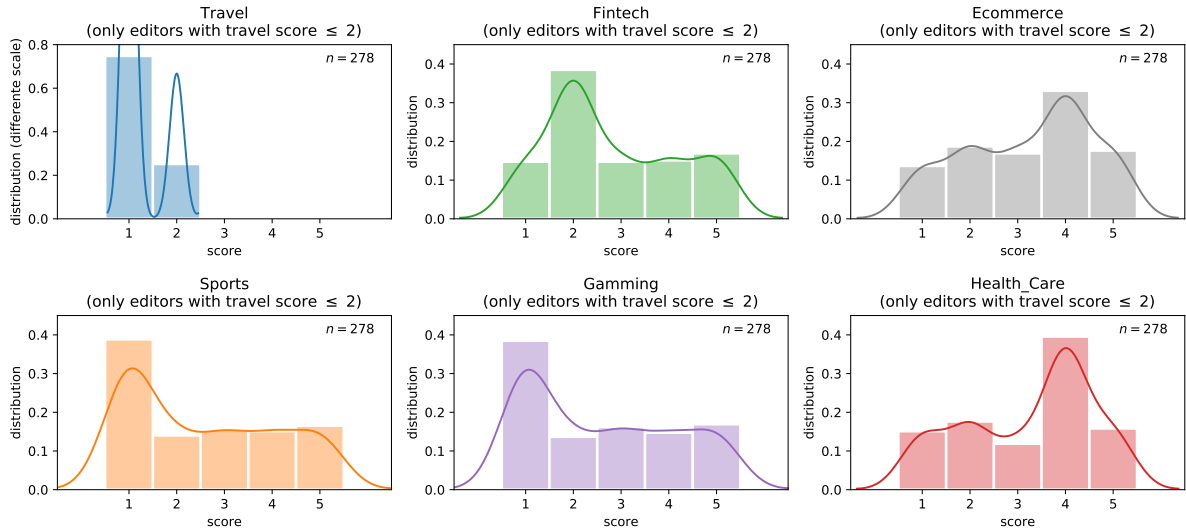 Travel
(only editors with travel score ≤ 2)
n = 278
distribution (differente scale)
0.8
0.6
0.4
0.2
0.0
1 2 3 4 5
score
Fintech
(only editors with travel score ≤ 2)
n = 278
distribution
0.4
0.3
0.2
0.1
0.0
1 2 3 4 5
score
Ecommerce
(only editors with travel score ≤ 2)
n = 278
distribution
0.4
0.3
0.2
0.1
0.0
1 2 3 4 5
score
Sports
(only editors with travel score ≤ 2)
n = 278
distribution
0.4
0.3
0.2
0.1
0.0
1 2 3 4 5
score
Gamming
(only editors with travel score ≤ 2)
n = 278
distribution
0.4
0.3
0.2
0.1
0.0
1 2 3 4 5
score
Health_Care
(only editors with travel score ≤ 2)
n = 278
distribution
0.4
0.3
0.2
0.1
0.0
1 2 3 4 5
score